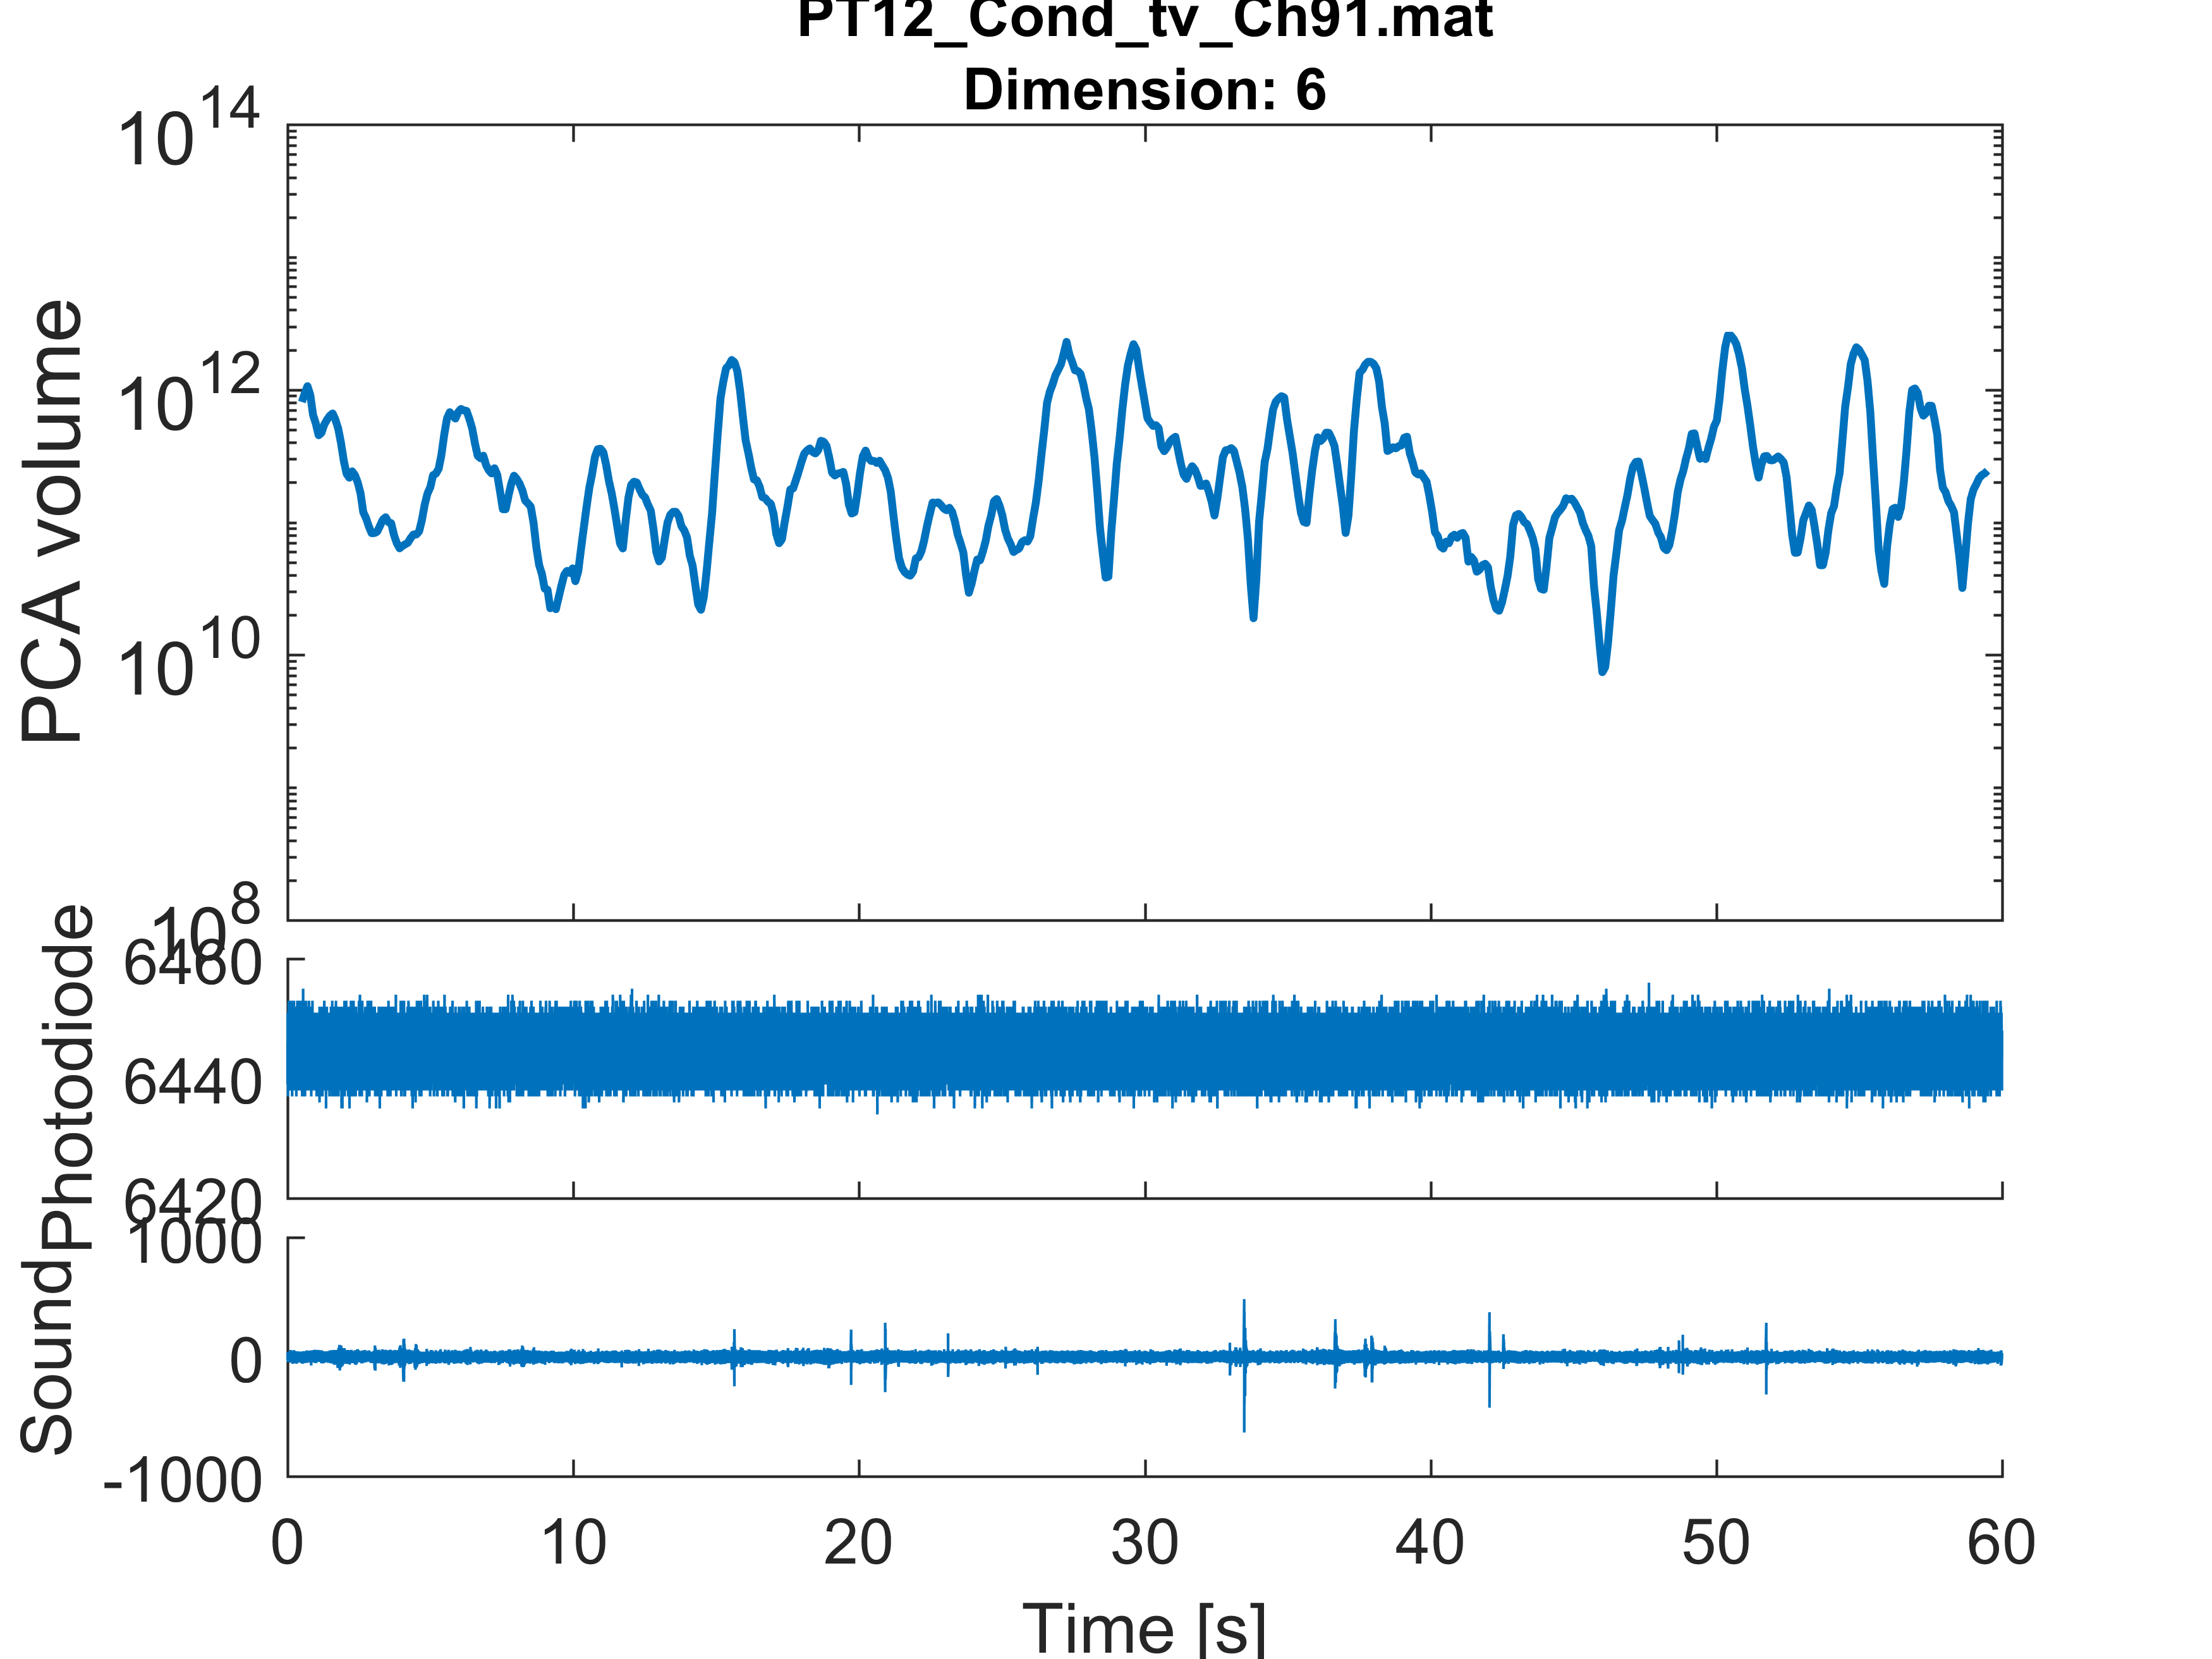 PT12_Cond_tv_Ch91.mat
Dimension: 6
10^14
10^12
10^10
10^8
PCA volume
6460
6440
6420
Photodiode
1000
0
-1000
Sound
0 10 20 30 40 50 60
Time [s]